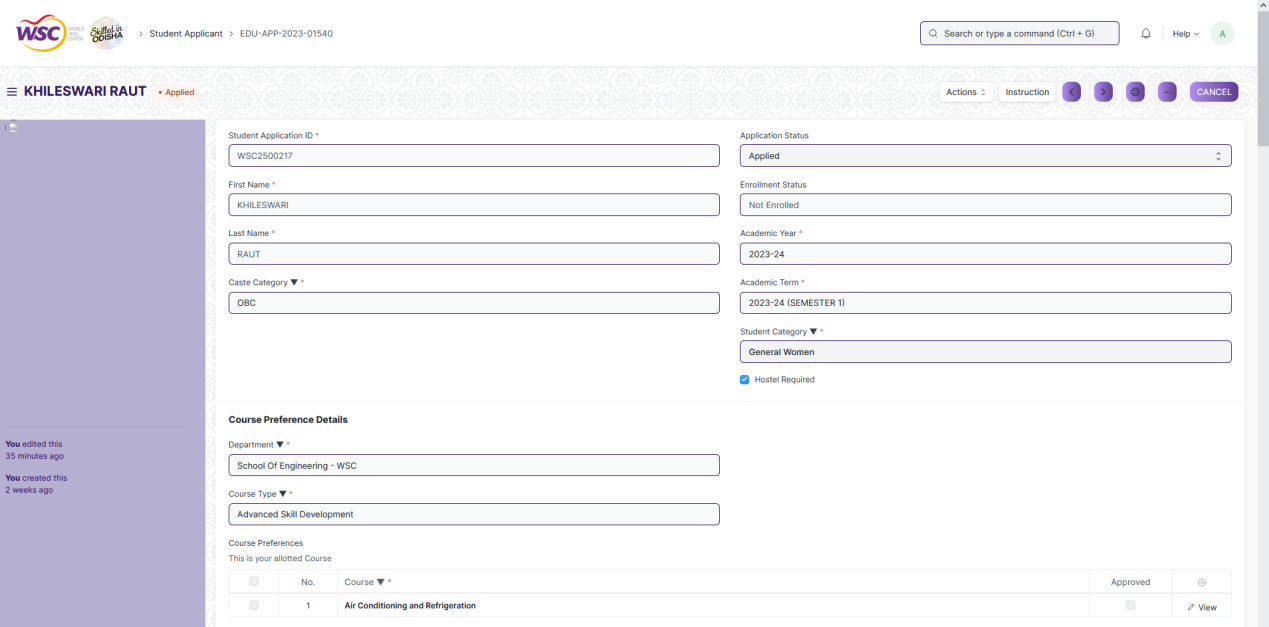 WSC WORLD SKILL CENTER Skilled in ODISHA > Student Applicant > EDU-APP-2023-01540 Search or type a command (Ctrl + G) Help A
KHILESWARI RAUT • Applied Actions Instruction < > ... CANCEL
Student Application ID * Application Status
WSC2500217 Applied
First Name * Enrollment Status
KHILESWARI Not Enrolled
Last Name * Academic Year *
RAUT 2023-24
Caste Category ▼ * Academic Term *
OBC 2023-24 (SEMESTER 1)
Student Category ▼ *
General Women
Hostel Required
Course Preference Details
Department ▼ *
You edited this
35 minutes ago
School Of Engineering - WSC
You created this
2 weeks ago
Course Type ▼ *
Advanced Skill Development
Course Preferences
This is your allotted Course
No. Course ▼ * Approved
1 Air Conditioning and Refrigeration View